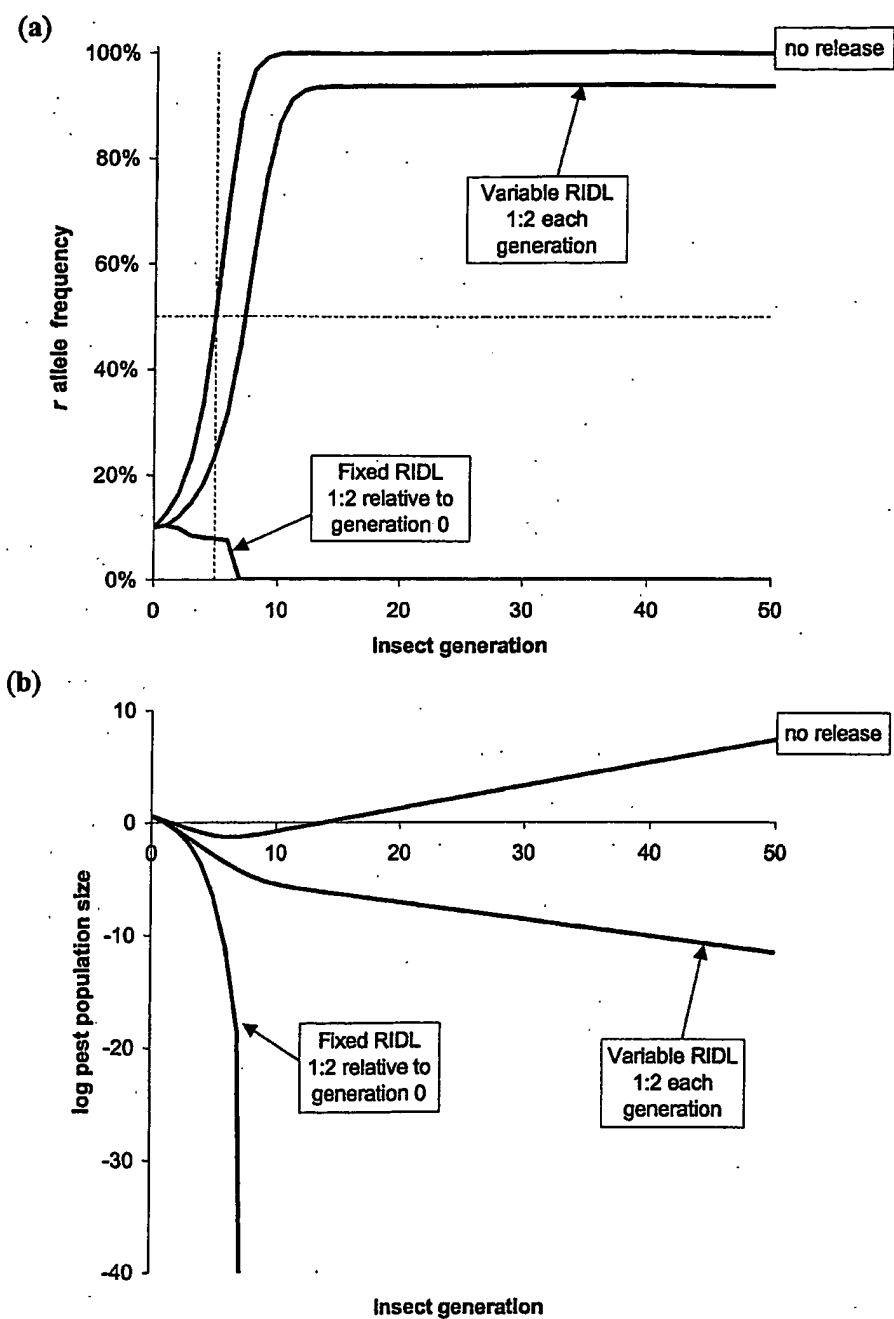 (a)
100%
80%
60%
40%
20%
0%
r allele frequency
no release
Variable RIDL
1:2 each
generation
Fixed RIDL
1:2 relative to
generation 0
0
10
20
30
40
50
Insect generation
(b)
10
0
-10
-20
-30
-40
log pest population size
no release
0
10
20
30
40
50
Fixed RIDL
1:2 relative to
generation 0
Variable RIDL
1:2 each
generation
Insect generation